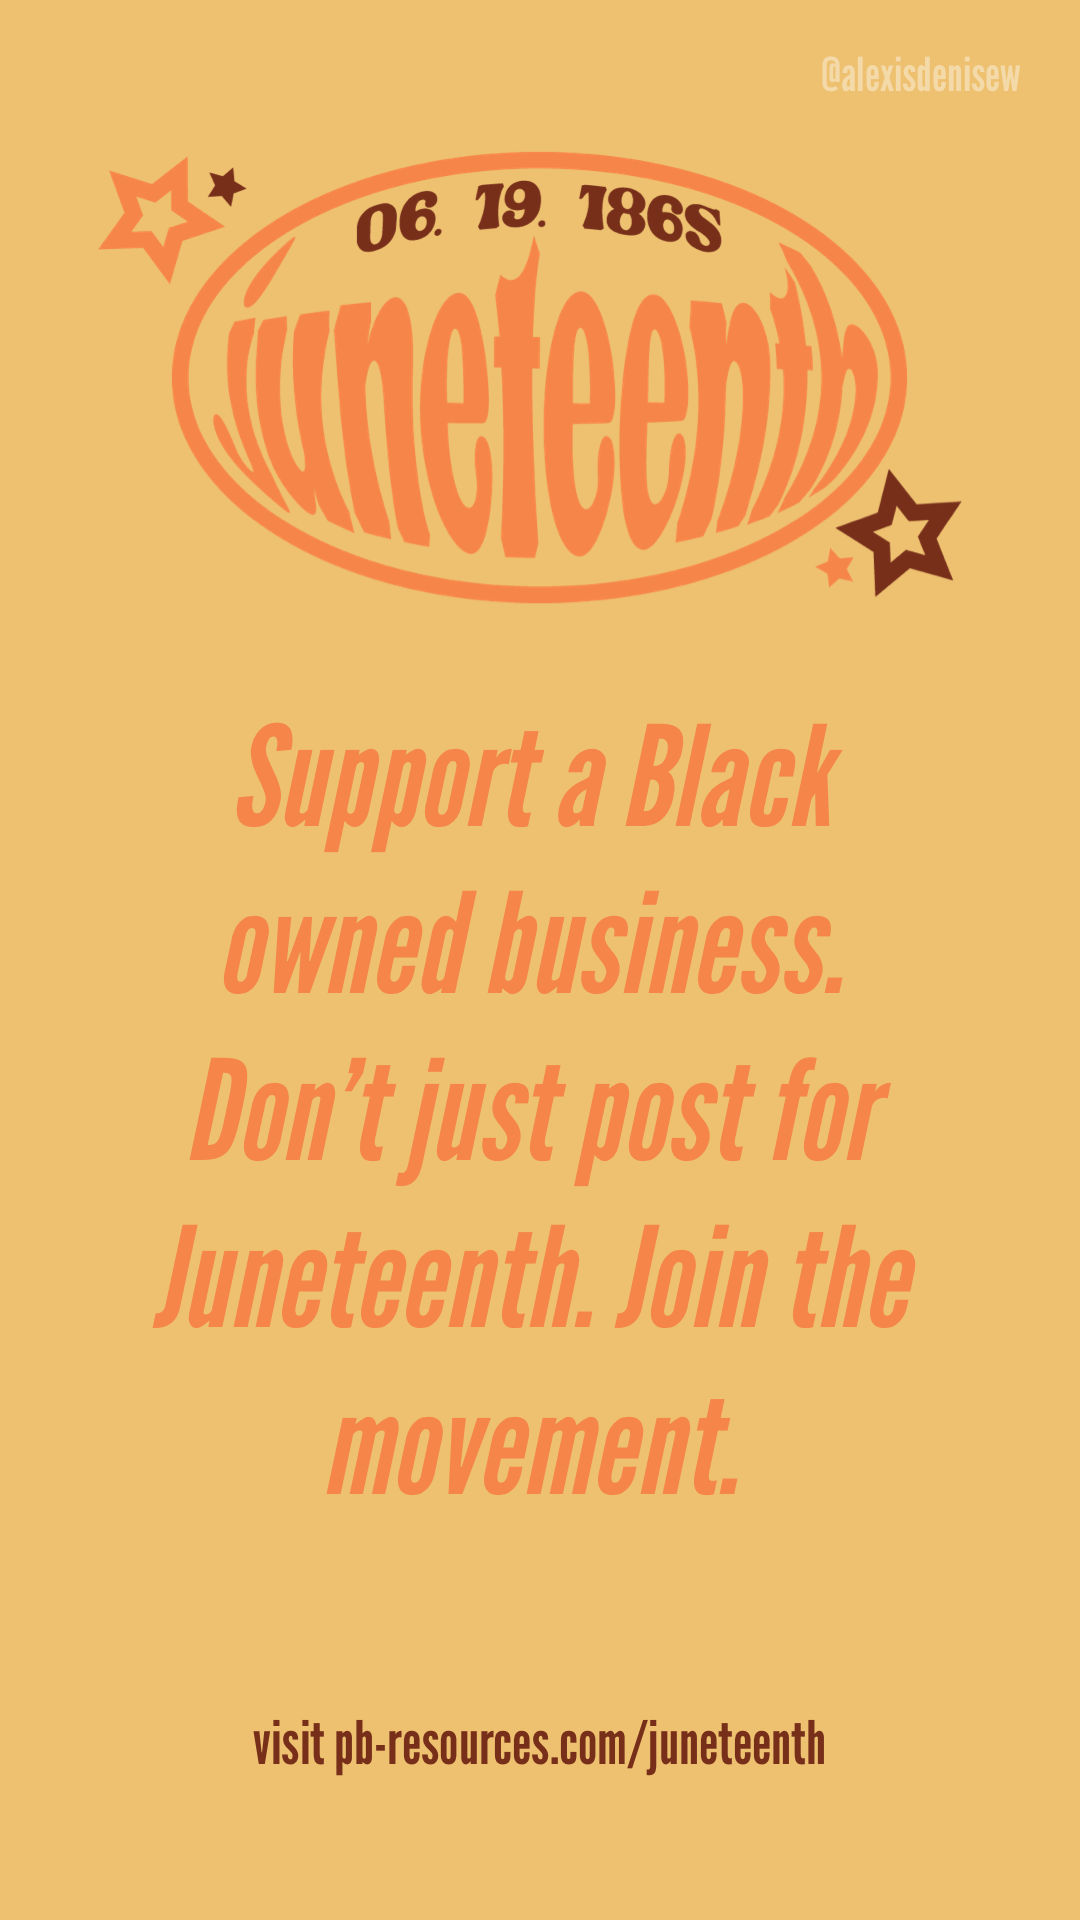 @alexisdenisew
06. 19. 1865
juneteenth
Support a Black
owned business.
Don't just post for
Juneteenth. Join the
movement.
visit pb-resources.com/juneteenth